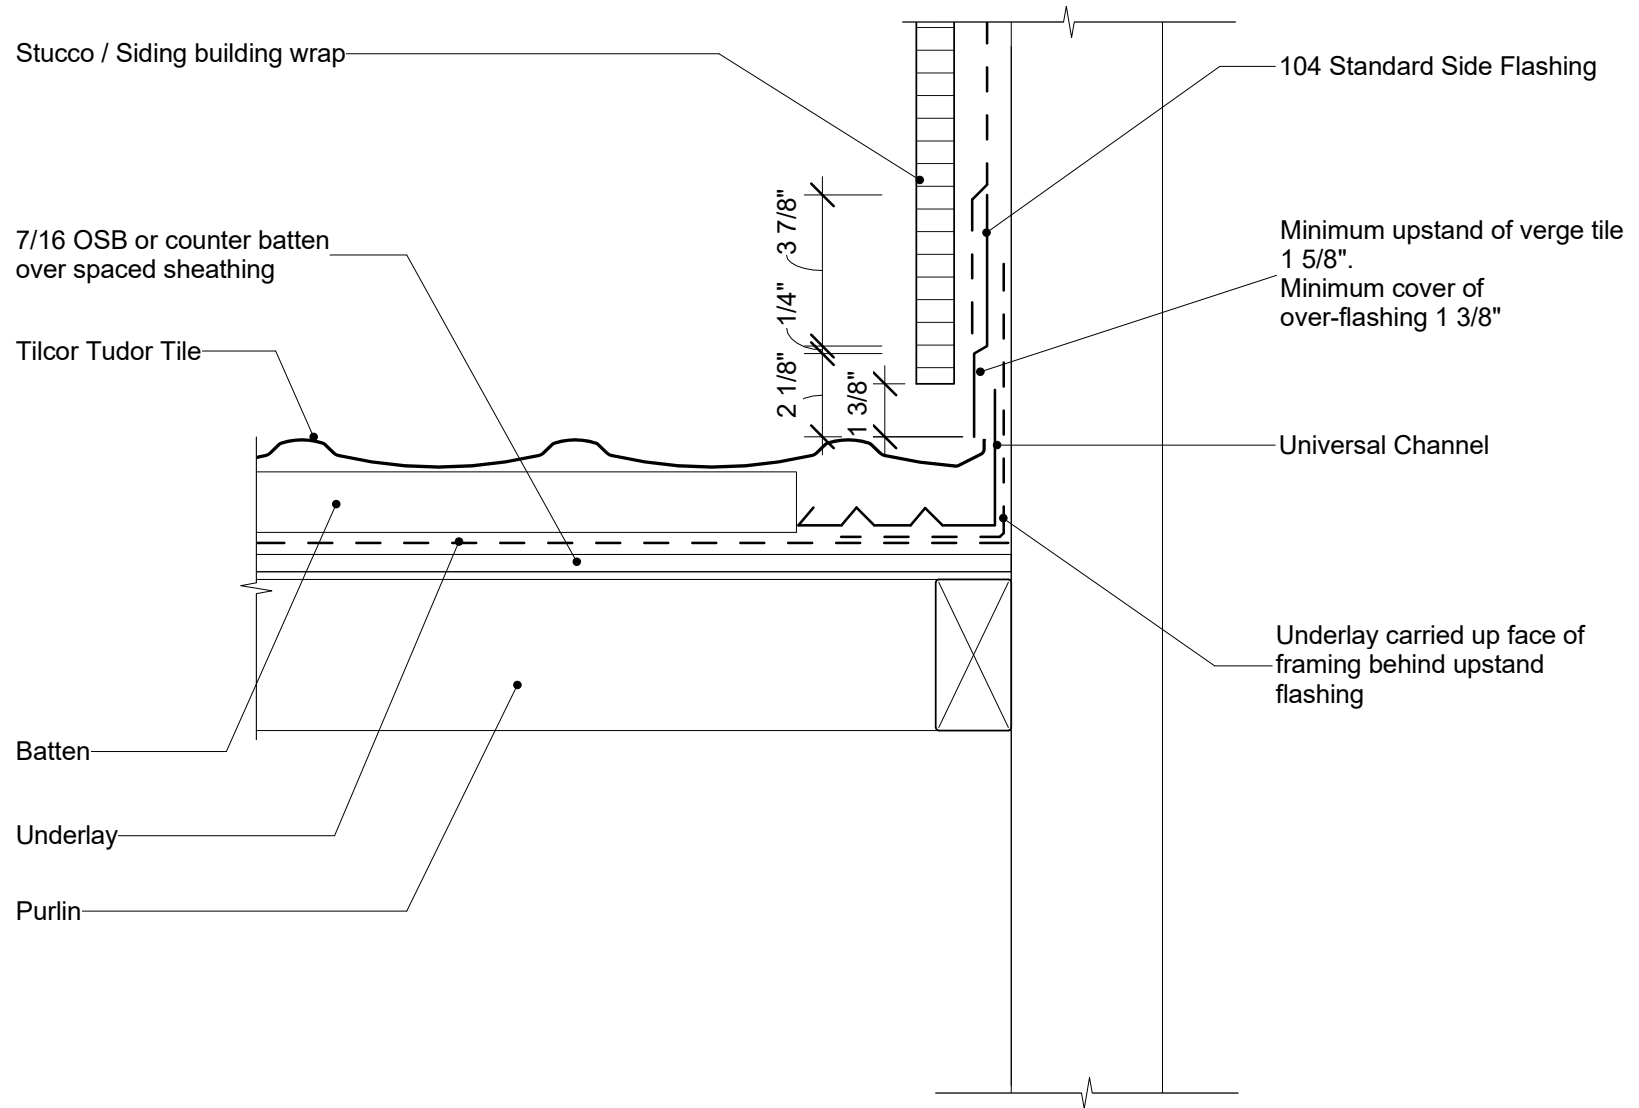 Stucco / Siding building wrap
7/16 OSB or counter batten
over spaced sheathing
Tilcor Tudor Tile
Batten
Underlay
Purlin
3 7/8"
1/4"
2 1/8"
1 3/8"
104 Standard Side Flashing
Minimum upstand of verge tile
1 5/8".
Minimum cover of
over-flashing 1 3/8"
Universal Channel
Underlay carried up face of
framing behind upstand
flashing